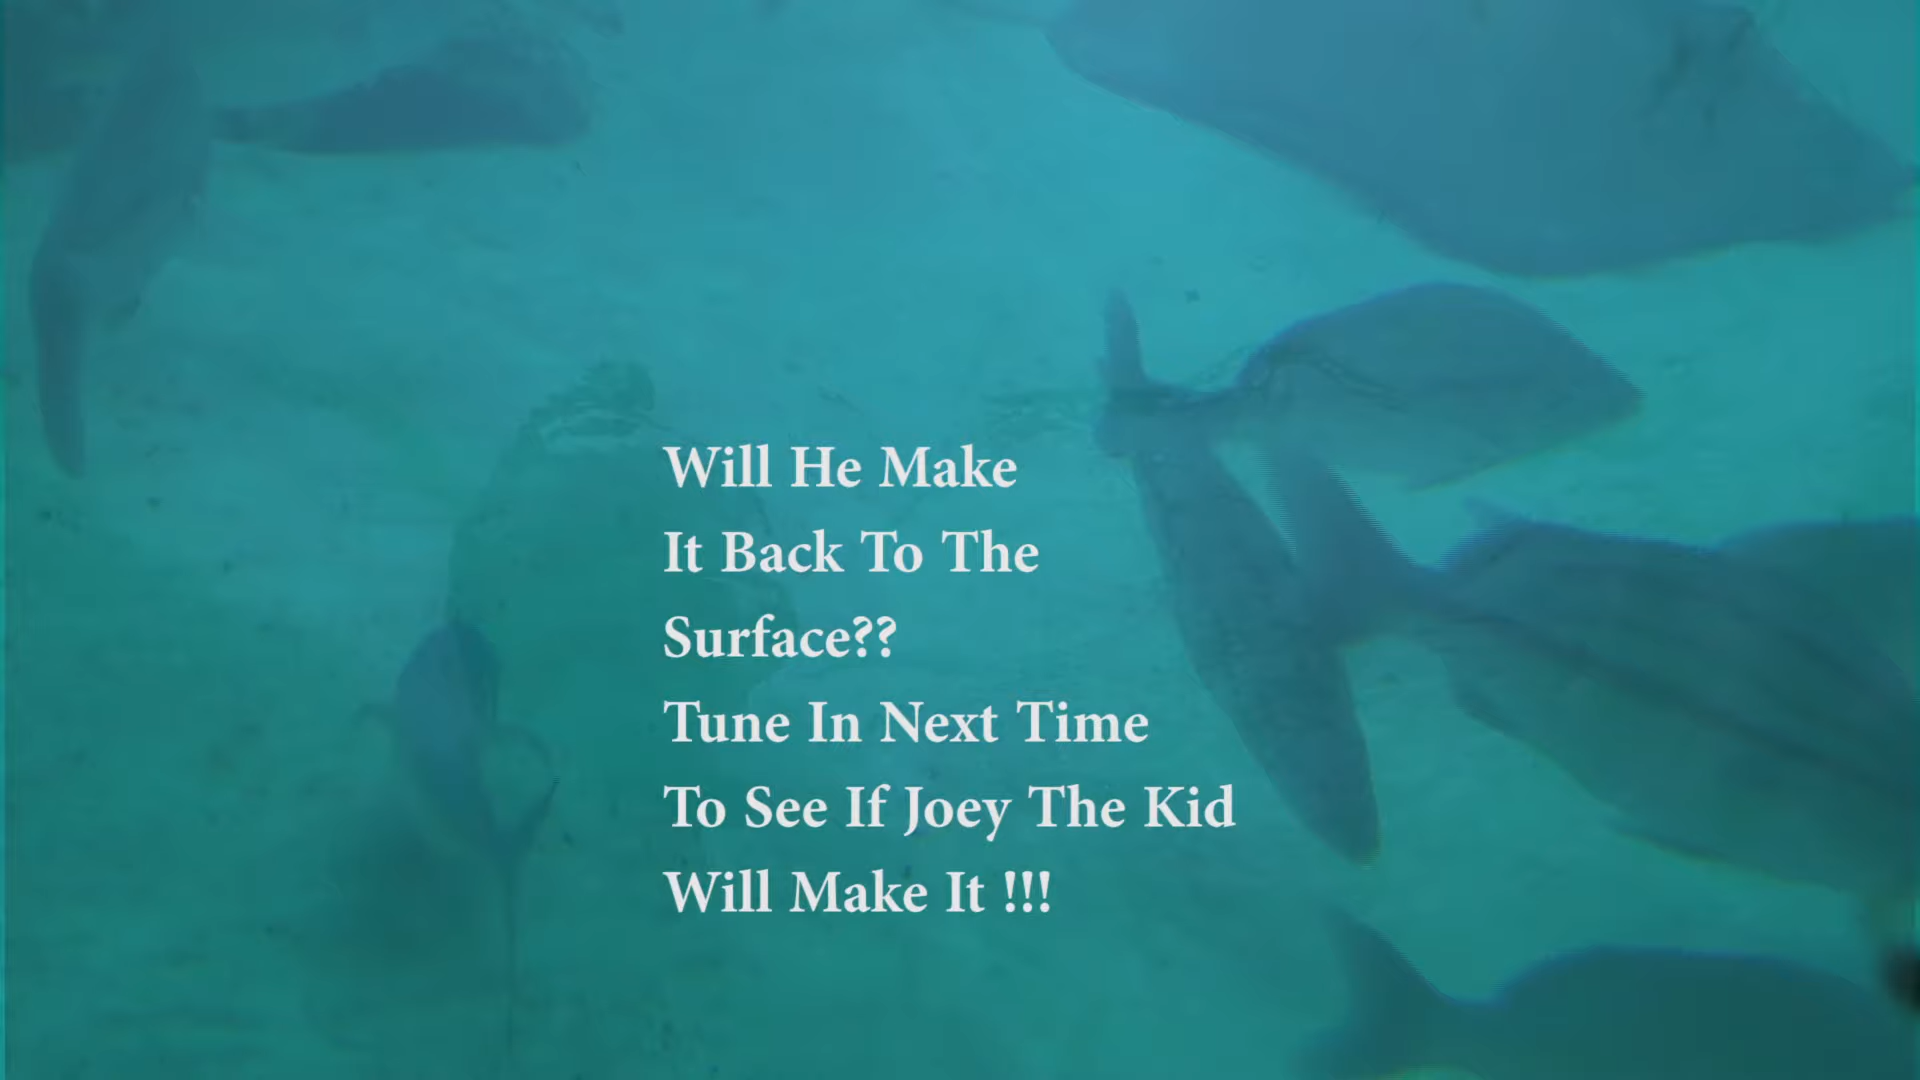 Will He Make
It Back To The
Surface??
Tune In Next Time
To See If Joey The Kid
Will Make It !!!